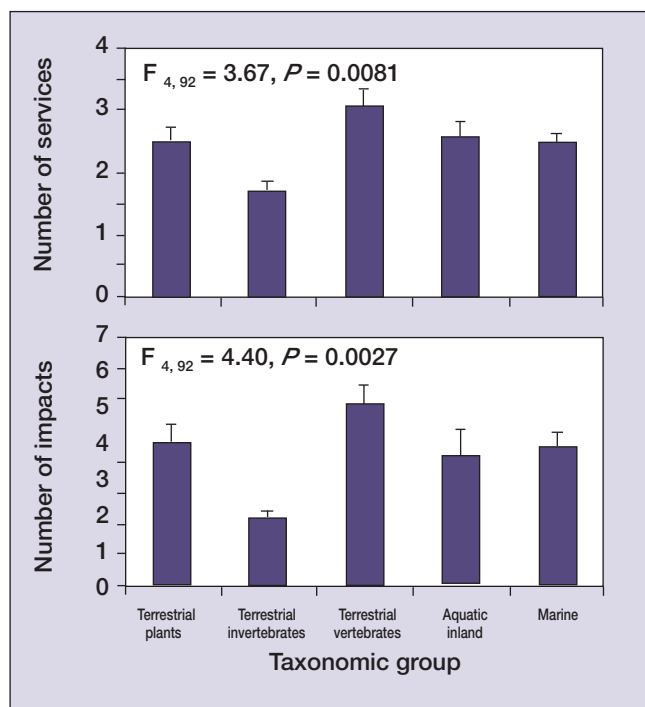 F 4, 92 = 3.67, P = 0.0081
Number of services
4
3
2
1
0
F 4, 92 = 4.40, P = 0.0027
Number of impacts
7
6
5
4
3
2
1
0
Terrestrial plants
Terrestrial invertebrates
Terrestrial vertebrates
Aquatic inland
Marine
Taxonomic group